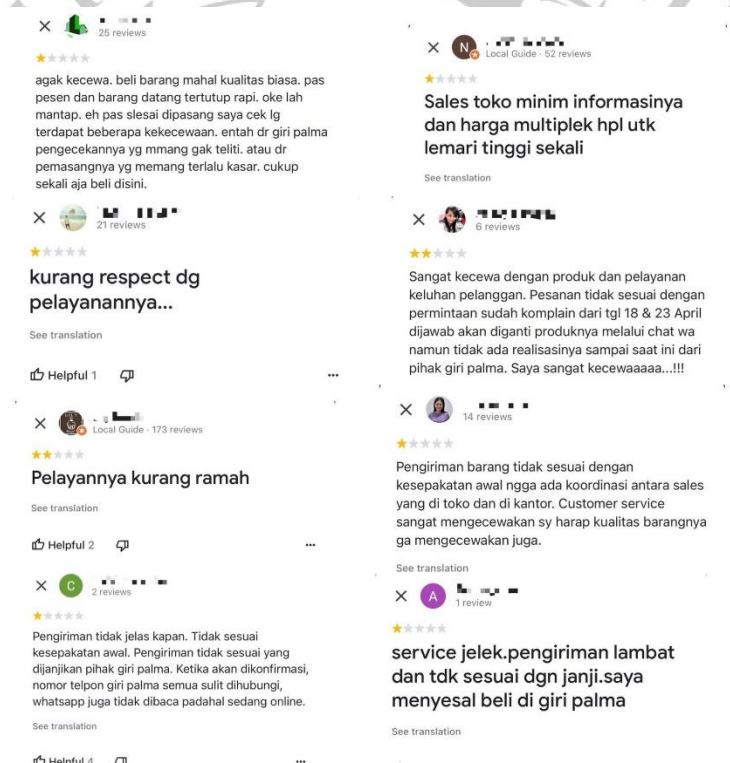 25 reviews
agak kecewa. beli barang mahal kualitas biasa. pas
pesen dan barang datang tertutup rapi. oke lah
mantap. eh pas slesai dipasang saya cek lg
terdapat beberapa kekecewaan. entah dr giri palma
pengecekannya yg mmang gak teliti. atau dr
pemasangnya yg memang terlalu kasar. cukup
sekali aja beli disini.
21 reviews
kurang respect dg
pelayanannya...
See translation
Helpful 1
Local Guide · 173 reviews
Pelayannya kurang ramah
See translation
Helpful 2
C
2 reviews
Pengiriman tidak jelas kapan. Tidak sesuai
kesepakatan awal. Pengiriman tidak sesuai yang
dijanjikan pihak giri palma. Ketika akan dikonfirmasi,
nomor telpon giri palma semua sulit dihubungi,
whatsapp juga tidak dibaca padahal sedang online.
See translation
Helpful 4
N
Local Guide · 52 reviews
Sales toko minim informasinya
dan harga multiplek hpl utk
lemari tinggi sekali
See translation
6 reviews
Sangat kecewa dengan produk dan pelayanan
keluhan pelanggan. Pesanan tidak sesuai dengan
permintaan sudah komplain dari tgl 18 & 23 April
dijawab akan diganti produknya melalui chat wa
namun tidak ada realisasinya sampai saat ini dari
pihak giri palma. Saya sangat kecewaaaaa...!!!
14 reviews
Pengiriman barang tidak sesuai dengan
kesepakatan awal ngga ada koordinasi antara sales
yang di toko dan di kantor. Customer service
sangat mengecewakan sy harap kualitas barangnya
ga mengecewakan juga.
See translation
A
1 review
service jelek.pengiriman lambat
dan tdk sesuai dgn janji.saya
menyesal beli di giri palma
See translation